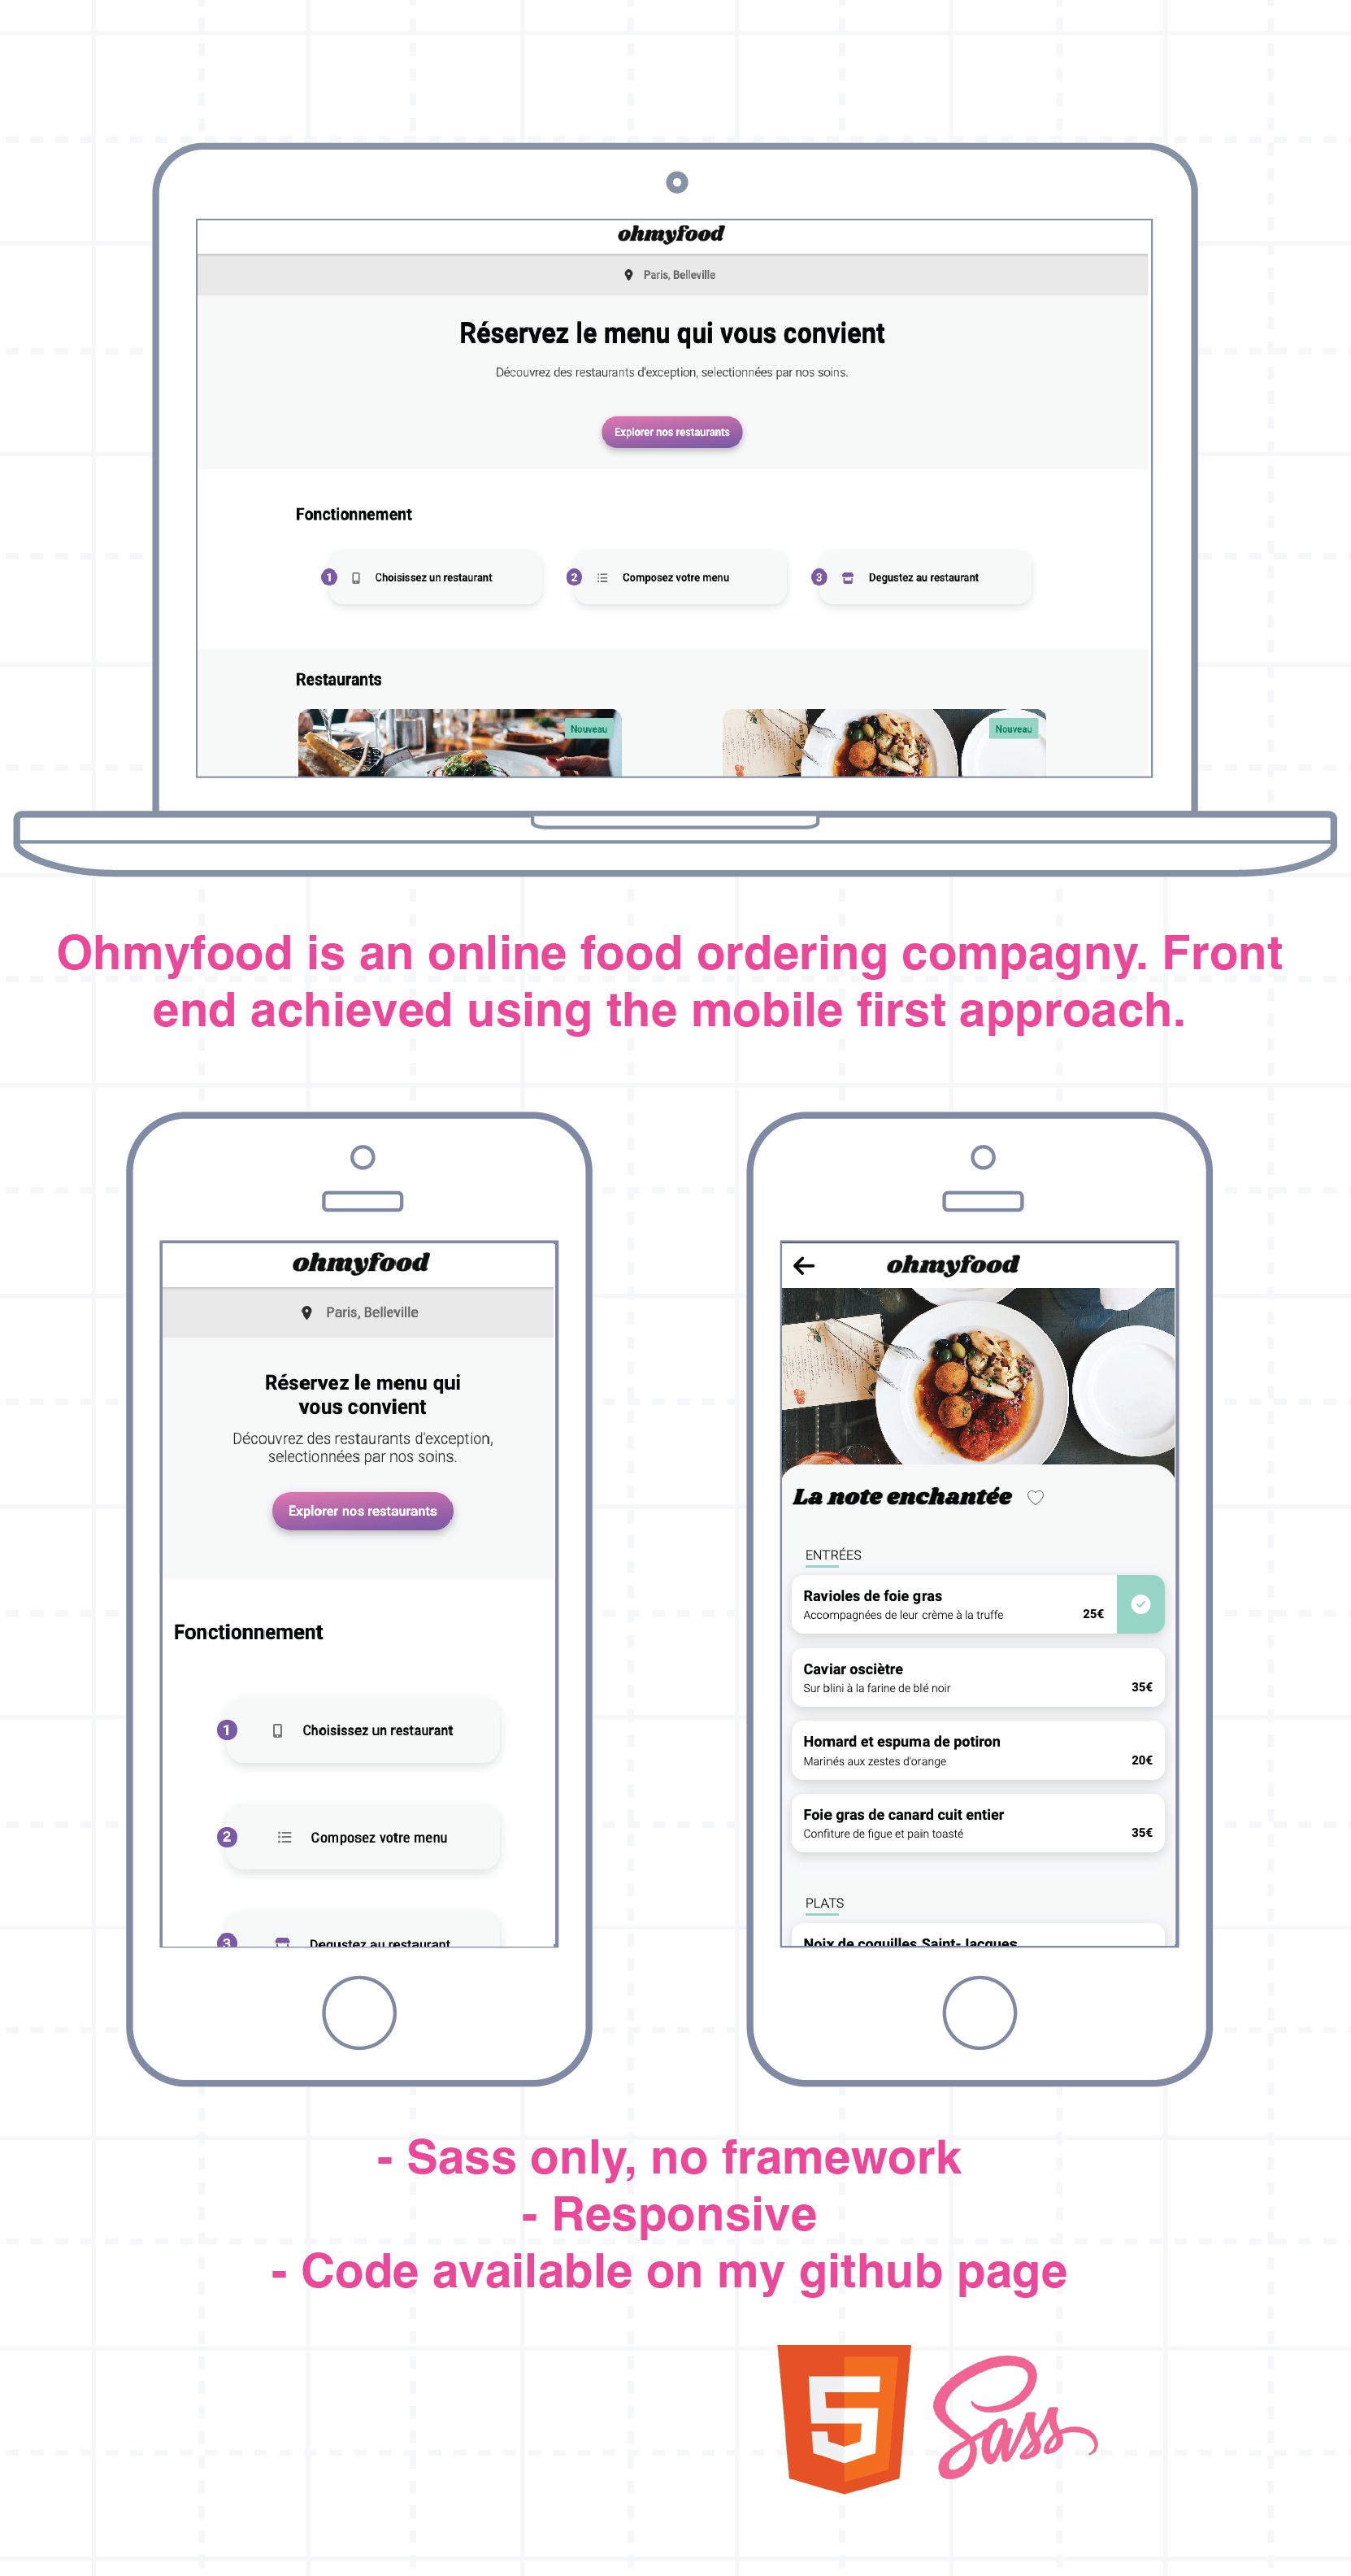 ohmyfood
Paris, Belleville
Réservez le menu qui vous convient
Découvrez des restaurants d'exception, selectionnées par nos soins.
Explorer nos restaurants
Fonctionnement
1 Choisissez un restaurant
2 Composez votre menu
3 Degustez au restaurant
Restaurants
Nouveau
Nouveau
Ohmyfood is an online food ordering compagny. Front
end achieved using the mobile first approach.
ohmyfood
Paris, Belleville
Réservez le menu qui
vous convient
Découvrez des restaurants d'exception,
selectionnées par nos soins.
Explorer nos restaurants
Fonctionnement
1 Choisissez un restaurant
2 Composez votre menu
3 Degustez au restaurant
ohmyfood
La note enchantée
ENTRÉES
Ravioles de foie gras
Accompagnées de leur crème à la truffe 25€
Caviar oscietre
Sur blini à la farine de blé noir 35€
Homard et espuma de potiron
Marinés aux zestes d'orange 20€
Foie gras de canard cuit entier
Confiture de figue et pain toasté 35€
PLATS
Noix de coquilles Saint-Jacques
- Sass only, no framework
- Responsive
- Code available on my github page
5 Sass